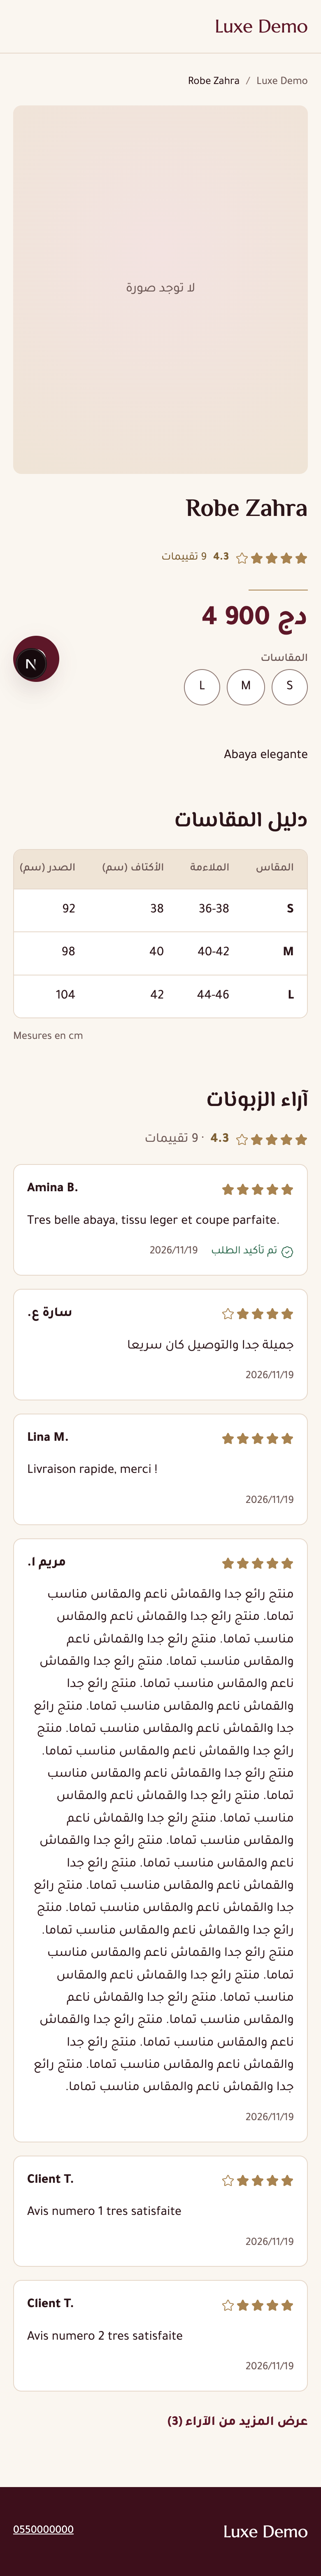 Luxe Demo
Luxe Demo / Robe Zahra
لا توجد صورة
Robe Zahra
4.3 9 تقييمات
4 900 دج
المقاسات
S M L
Abaya elegante
دليل المقاسات
المقاس الملاءمة الأكتاف (سم) الصدر (سم)
S 36-38 38 92
M 40-42 40 98
L 44-46 42 104
Mesures en cm
آراء الزبونات
4.3 · 9 تقييمات
Amina B.
Tres belle abaya, tissu leger et coupe parfaite.
تم تأكيد الطلب 2026/11/19
سارة ع.
جميلة جدا والتوصيل كان سريعا
2026/11/19
Lina M.
Livraison rapide, merci !
2026/11/19
مريم ا.
منتج رائع جدا والقماش ناعم والمقاس مناسب
تماما. منتج رائع جدا والقماش ناعم والمقاس
مناسب تماما. منتج رائع جدا والقماش ناعم
والمقاس مناسب تماما. منتج رائع جدا والقماش
ناعم والمقاس مناسب تماما. منتج رائع جدا
والقماش ناعم والمقاس مناسب تماما. منتج رائع
جدا والقماش ناعم والمقاس مناسب تماما. منتج
رائع جدا والقماش ناعم والمقاس مناسب تماما.
منتج رائع جدا والقماش ناعم والمقاس مناسب
تماما. منتج رائع جدا والقماش ناعم والمقاس
مناسب تماما. منتج رائع جدا والقماش ناعم
والمقاس مناسب تماما. منتج رائع جدا والقماش
ناعم والمقاس مناسب تماما. منتج رائع جدا
والقماش ناعم والمقاس مناسب تماما. منتج رائع
جدا والقماش ناعم والمقاس مناسب تماما. منتج
رائع جدا والقماش ناعم والمقاس مناسب تماما.
منتج رائع جدا والقماش ناعم والمقاس مناسب
تماما. منتج رائع جدا والقماش ناعم والمقاس
مناسب تماما. منتج رائع جدا والقماش ناعم
والمقاس مناسب تماما. منتج رائع جدا والقماش
ناعم والمقاس مناسب تماما. منتج رائع جدا
والقماش ناعم والمقاس مناسب تماما. منتج رائع
جدا والقماش ناعم والمقاس مناسب تماما.
2026/11/19
Client T.
Avis numero 1 tres satisfaite
2026/11/19
Client T.
Avis numero 2 tres satisfaite
2026/11/19
عرض المزيد من الآراء (3)
Luxe Demo
0550000000